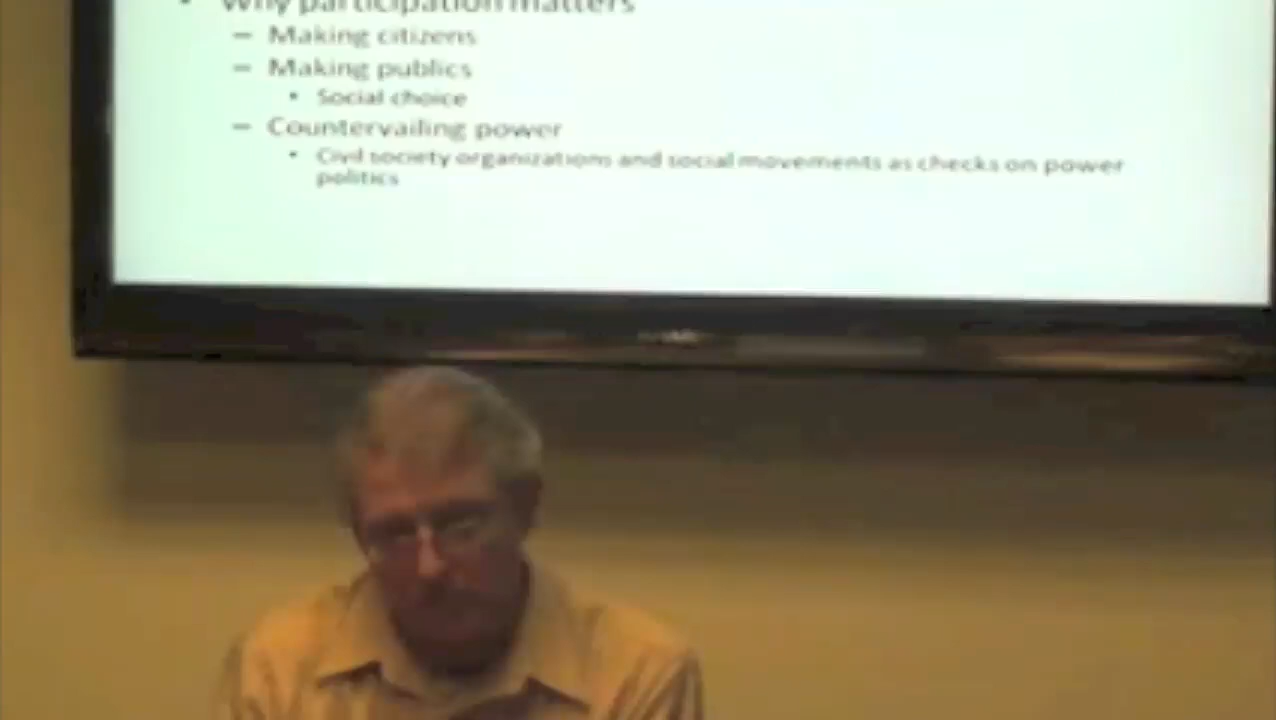 • Why participation matters
– Making citizens
– Making publics
• Social choice
– Countervailing power
• Civil society organizations and social movements as checks on power
politics